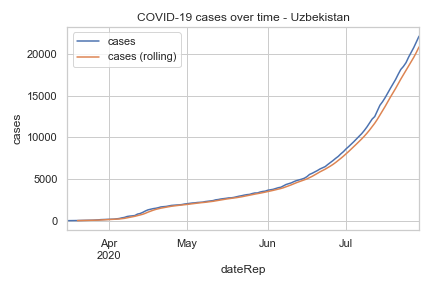 COVID-19 cases over time - Uzbekistan
cases
cases (rolling)
cases
20000
15000
10000
5000
0
Apr
2020
May
Jun
Jul
dateRep